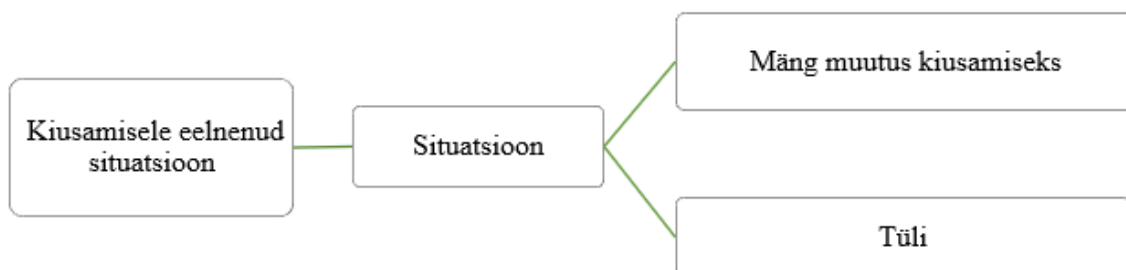 Kiusamisele eelnenud
situatsioon
Situatsioon
Mäng muutus kiusamiseks
Tüli